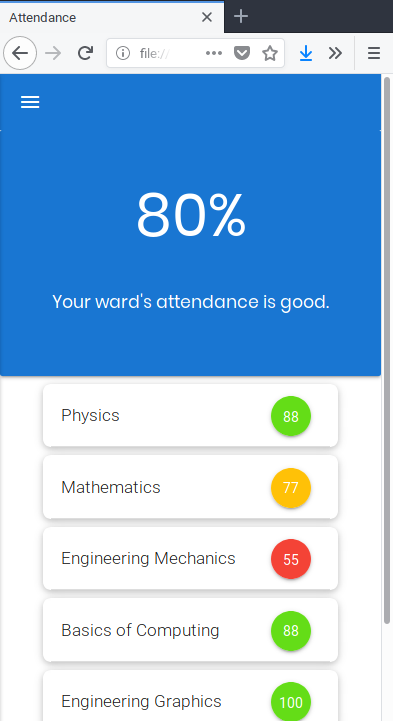 Attendance
file://
80%
Your ward's attendance is good.
Physics 88
Mathematics 77
Engineering Mechanics 55
Basics of Computing 88
Engineering Graphics 100